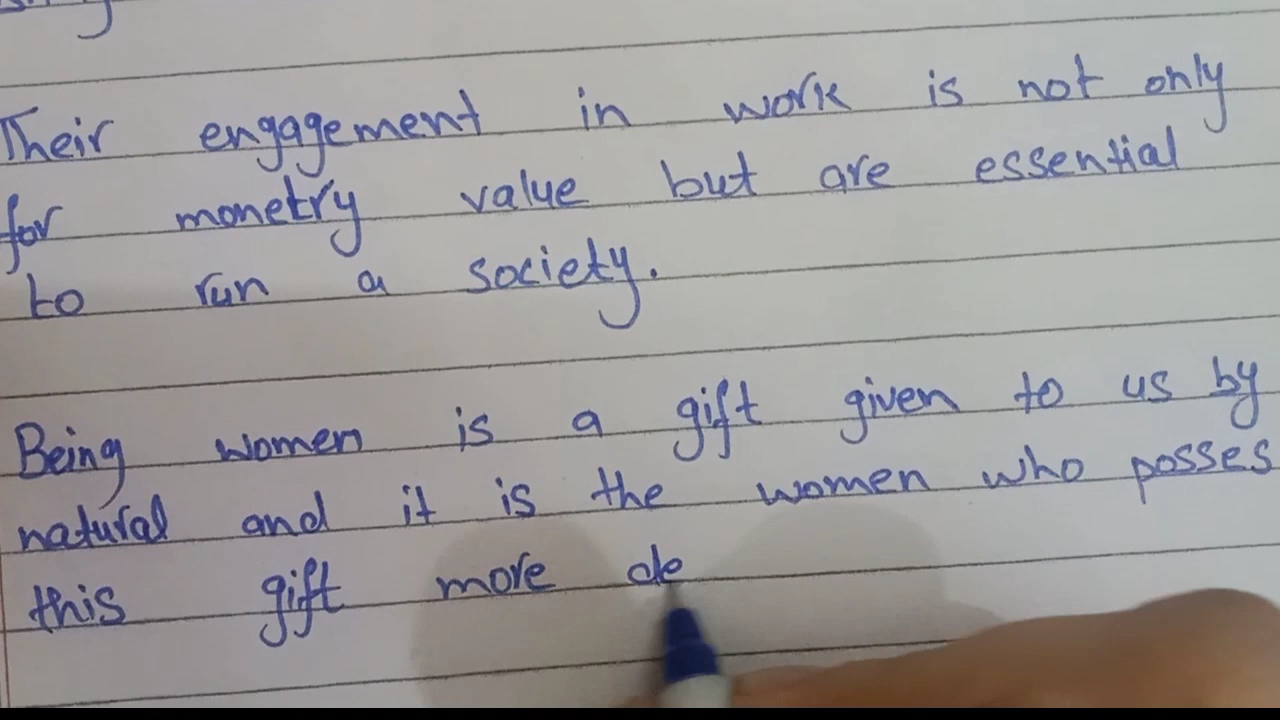 Their engagement in work is not only
for monetry value but are essential
to run a society.
Being women is a gift given to us by
natural and it is the women who posses
this gift more de